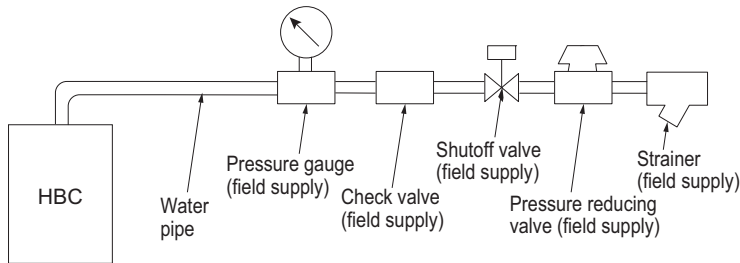 HBC
Water
pipe
Pressure gauge
(field supply)
Check valve
(field supply)
Shutoff valve
(field supply)
Pressure reducing
valve (field supply)
Strainer
(field supply)